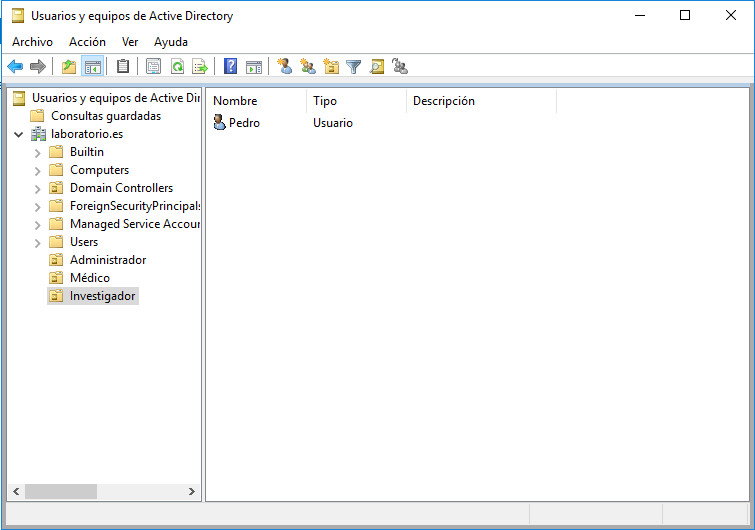 Usuarios y equipos de Active Directory
Archivo Acción Ver Ayuda
Usuarios y equipos de Active Dir
Consultas guardadas
laboratorio.es
Builtin
Computers
Domain Controllers
ForeignSecurityPrincipals
Managed Service Accour
Users
Administrador
Médico
Investigador
Nombre Tipo Descripción
Pedro Usuario